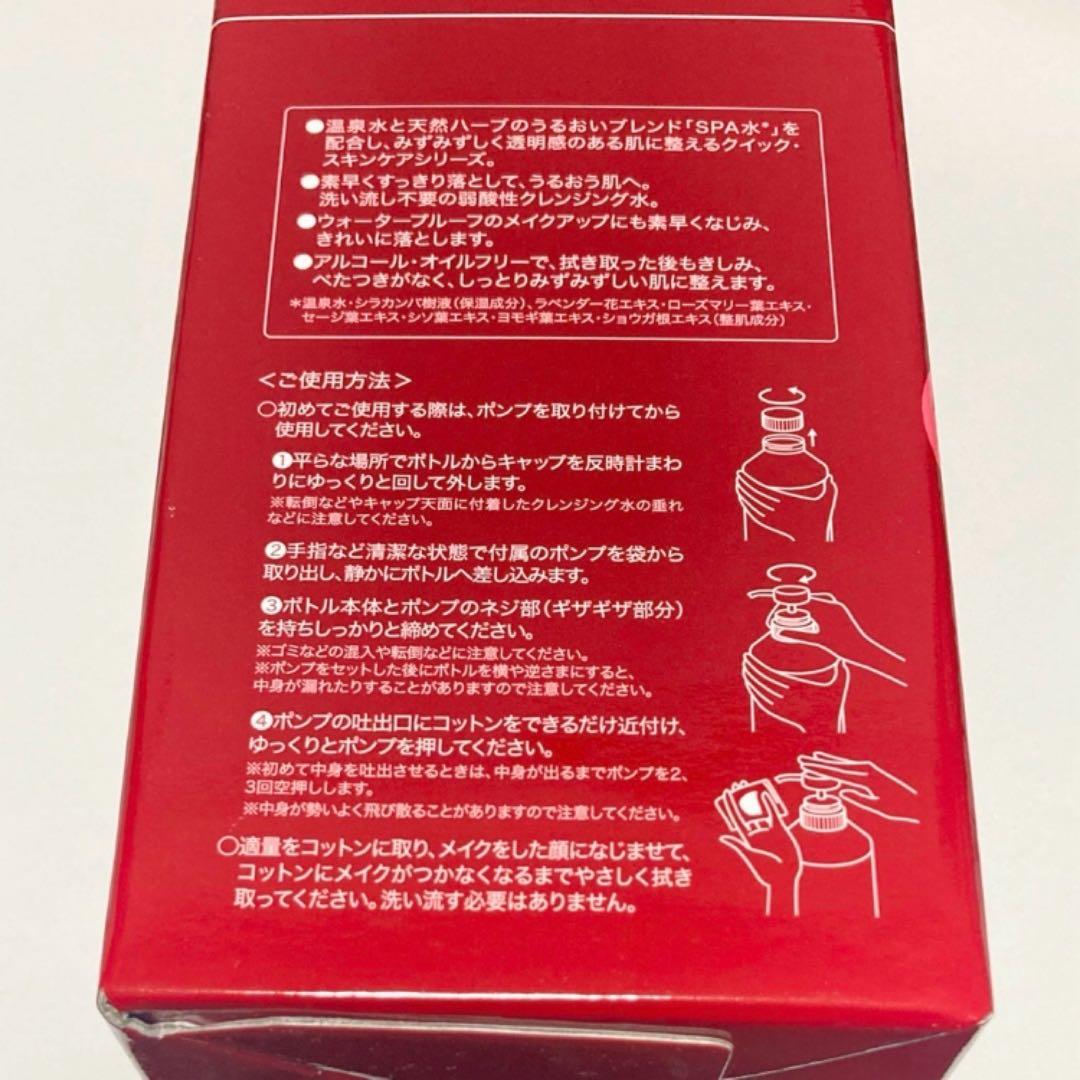 ●温泉水と天然ハーブのうるおいブレンド「SPA水*」を
配合し、みずみずしく透明感のある肌に整えるクイック・
スキンケアシリーズ。
●素早くすっきり落として、うるおう肌へ。
洗い流し不要の弱酸性クレンジング水。
●ウォータープルーフのメイクアップにも素早くなじみ、
きれいに落とします。
●アルコール・オイルフリーで、拭き取った後もきしみ、
べたつきがなく、しっとりみずみずしい肌に整えます。
*温泉水・シラカンバ樹液(保湿成分)、ラベンダー花エキス・ローズマリー葉エキス・
セージ葉エキス・シソ葉エキス・ヨモギ葉エキス・ショウガ根エキス(整肌成分)
＜ご使用方法＞
○初めてご使用する際は、ポンプを取り付けてから
使用してください。
❶平らな場所でボトルからキャップを反時計まわ
りにゆっくりと回して外します。
※転倒などやキャップ天面に付着したクレンジング水の垂れ
などに注意してください。
❷手指など清潔な状態で付属のポンプを袋から
取り出し、静かにボトルへ差し込みます。
❸ボトル本体とポンプのネジ部(ギザギザ部分)
を持ちしっかりと締めてください。
※ゴミなどの混入や転倒などに注意してください。
※ポンプをセットした後にボトルを横や逆さまにすると、
中身が漏れたりすることがありますので注意してください。
❹ポンプの吐出口にコットンをできるだけ近付け、
ゆっくりとポンプを押してください。
※初めて中身を吐出させるときは、中身が出るまでポンプを2、
3回空押しします。
※中身が勢いよく飛び散ることがありますので注意してください。
○適量をコットンに取り、メイクをした顔になじませて、
コットンにメイクがつかなくなるまでやさしく拭き
取ってください。洗い流す必要はありません。